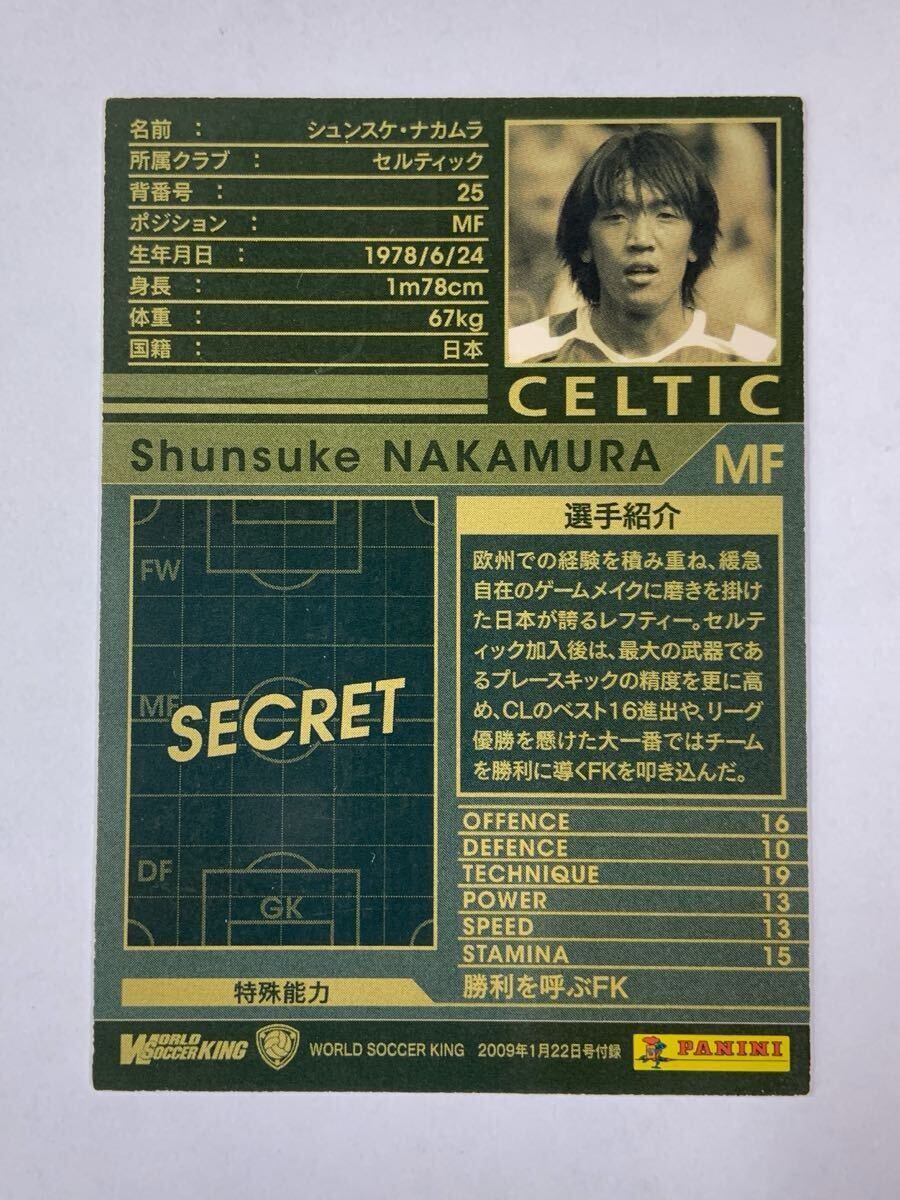 名前 : シュンスケ・ナカムラ
所属クラブ : セルティック
背番号 : 25
ポジション : MF
生年月日 : 1978/6/24
身長 : 1m78cm
体重 : 67kg
国籍 : 日本
CELTIC
Shunsuke NAKAMURA
MF
FW
MF
SECRET
DF
GK
選手紹介
欧州での経験を積み重ね、緩急
自在のゲームメイクに磨きを掛け
た日本が誇るレフティー。セルテ
ィック加入後は、最大の武器であ
るプレースキックの精度を更に高
め、CLのベスト16進出や、リーグ
優勝を懸けた大一番ではチーム
を勝利に導くFKを叩き込んだ。
OFFENCE 16
DEFENCE 10
TECHNIQUE 19
POWER 13
SPEED 13
STAMINA 15
特殊能力
勝利を呼ぶFK
WORLD SOCCER KING
WORLD SOCCER KING 2009年1月22日号付録
PANINI